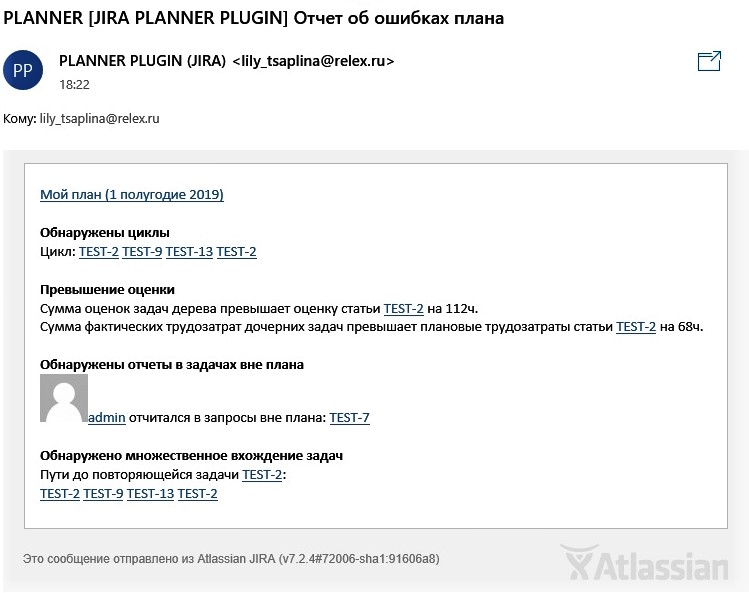 PLANNER [JIRA PLANNER PLUGIN] Отчет об ошибках плана
PP
PLANNER PLUGIN (JIRA) <lily_tsaplina@relex.ru>
18:22
Кому: lily_tsaplina@relex.ru
Мой план (1 полугодие 2019)
Обнаружены циклы
Цикл: TEST-2 TEST-9 TEST-13 TEST-2
Превышение оценки
Сумма оценок задач дерева превышает оценку статьи TEST-2 на 112ч.
Сумма фактических трудозатрат дочерних задач превышает плановые трудозатраты статьи TEST-2 на 68ч.
Обнаружены отчеты в задачах вне плана
admin отчитался в запросы вне плана: TEST-7
Обнаружено множественное вхождение задач
Пути до повторяющейся задачи TEST-2:
TEST-2 TEST-9 TEST-13 TEST-2
Это сообщение отправлено из Atlassian JIRA (v7.2.4#72006-sha1:91606a8)
Atlassian